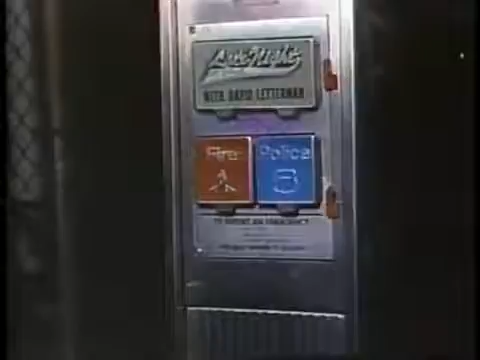 Late Night
WITH DAVID LETTERMAN
Fire Police
TO REPORT AN EMERGENCY